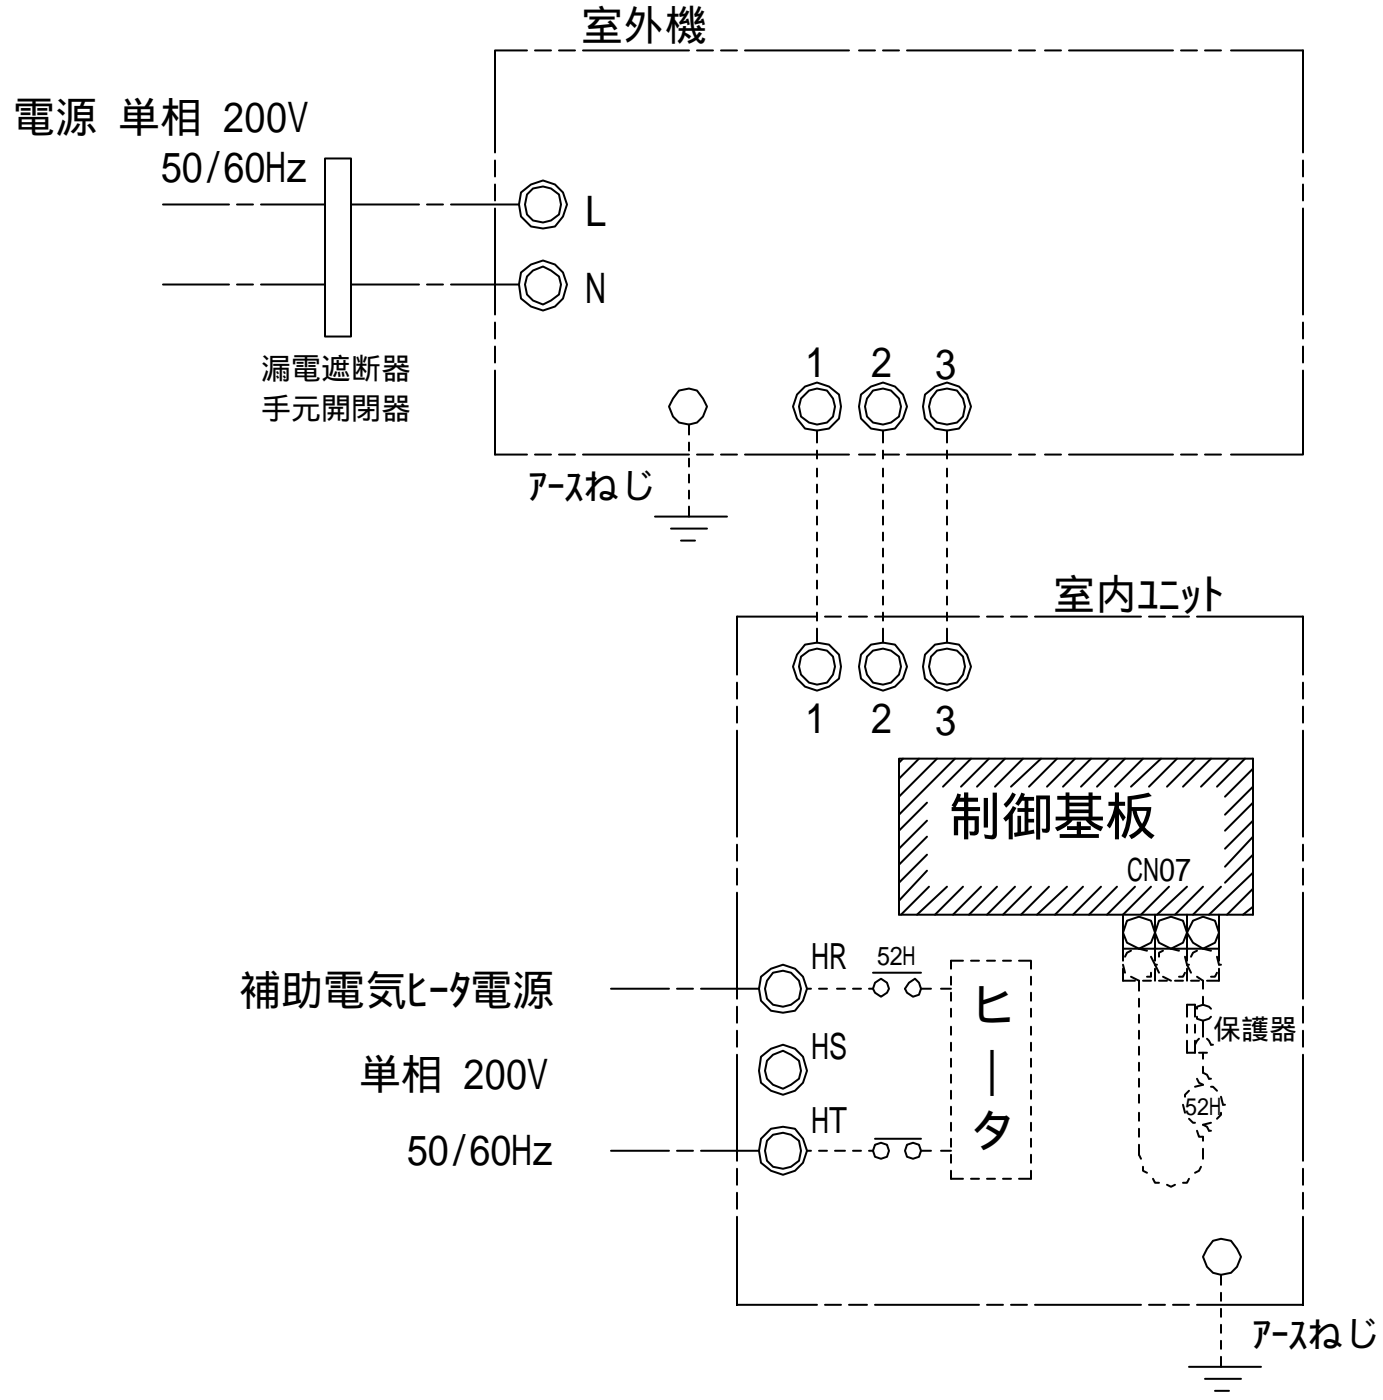 室外機
電源 単相 200V
50/60Hz
L
N
漏電遮断器
手元開閉器
1 2 3
ｱｰｽねじ
室内ﾕﾆｯﾄ
1 2 3
制御基板
CN07
HR
52H
補助電気ﾋｰﾀ電源
ヒータ
保護器
HS
単相 200V
52H
HT
50/60Hz
ｱｰｽねじ